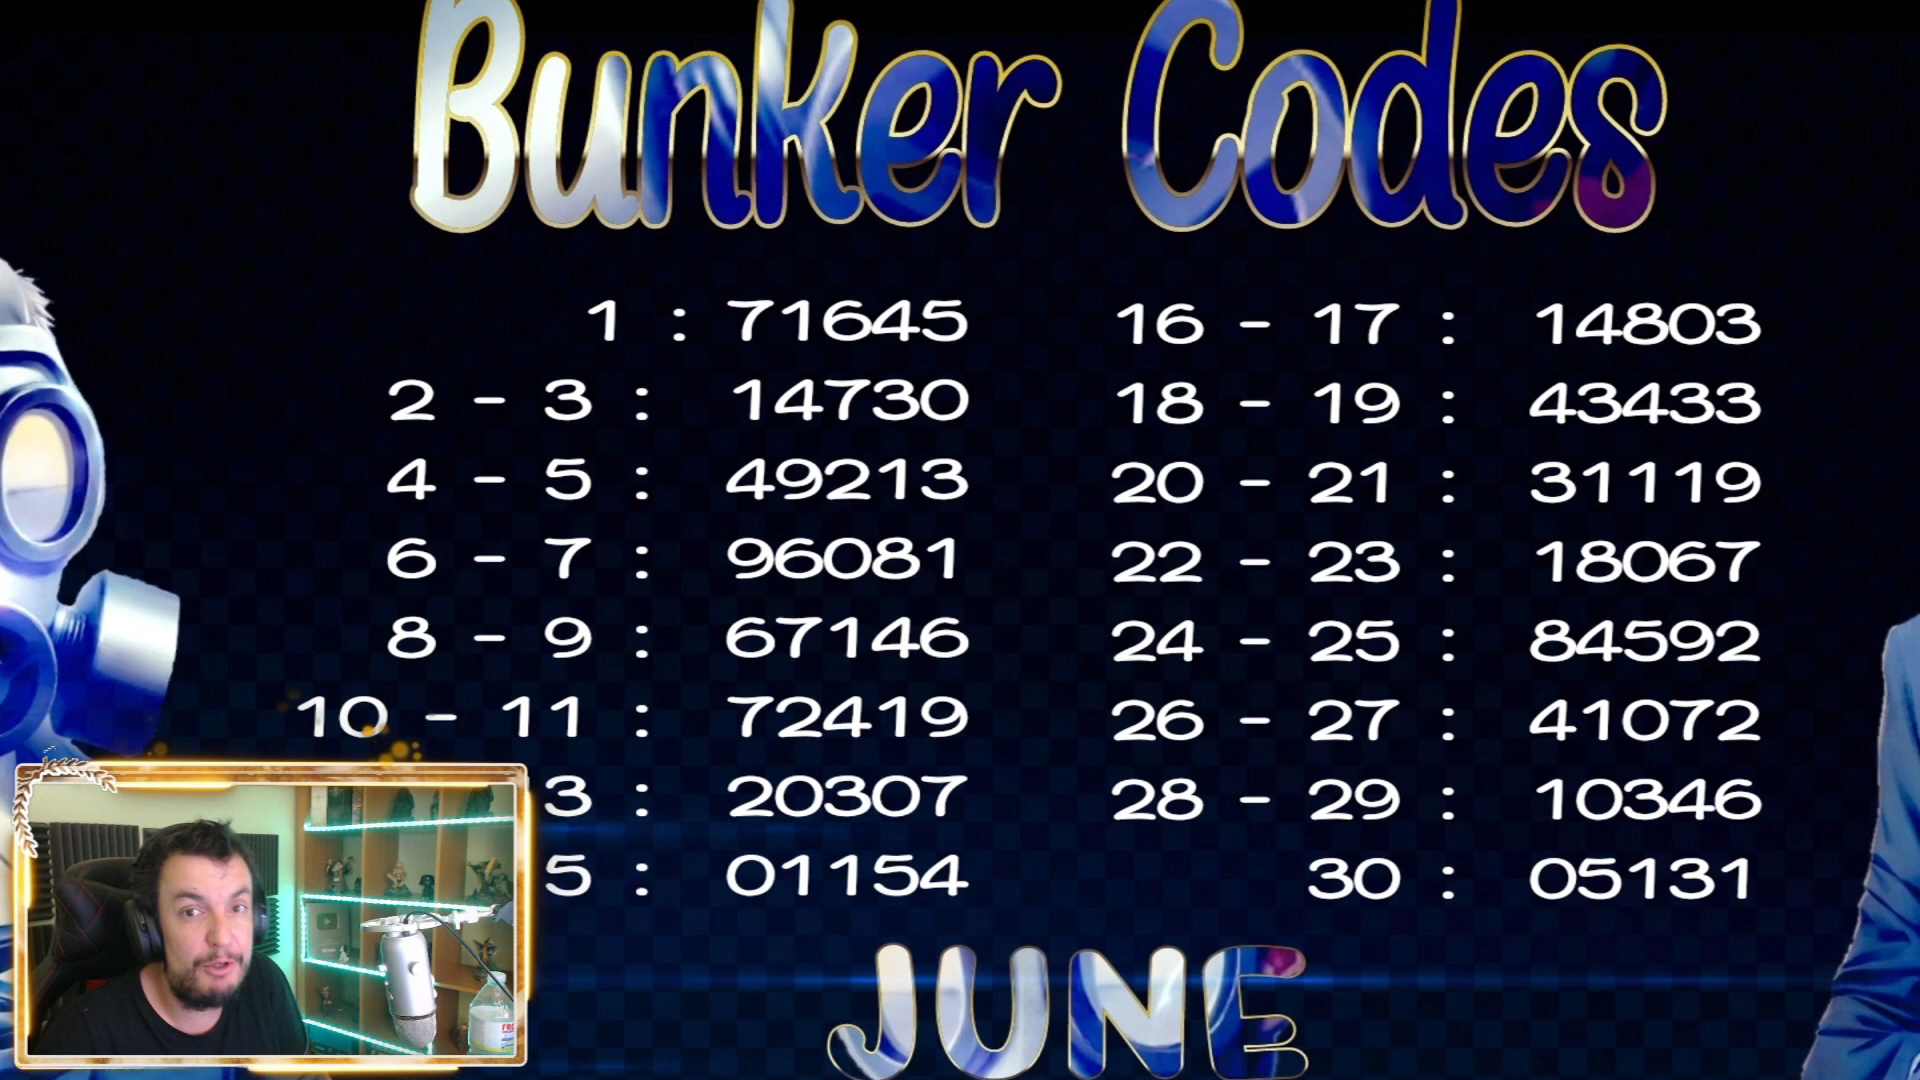 Bunker Codes
1 : 71645
2 - 3 : 14730
4 - 5 : 49213
6 - 7 : 96081
8 - 9 : 67146
10 - 11 : 72419
3 : 20307
5 : 01154
16 - 17 : 14803
18 - 19 : 43433
20 - 21 : 31119
22 - 23 : 18067
24 - 25 : 84592
26 - 27 : 41072
28 - 29 : 10346
30 : 05131
JUNE